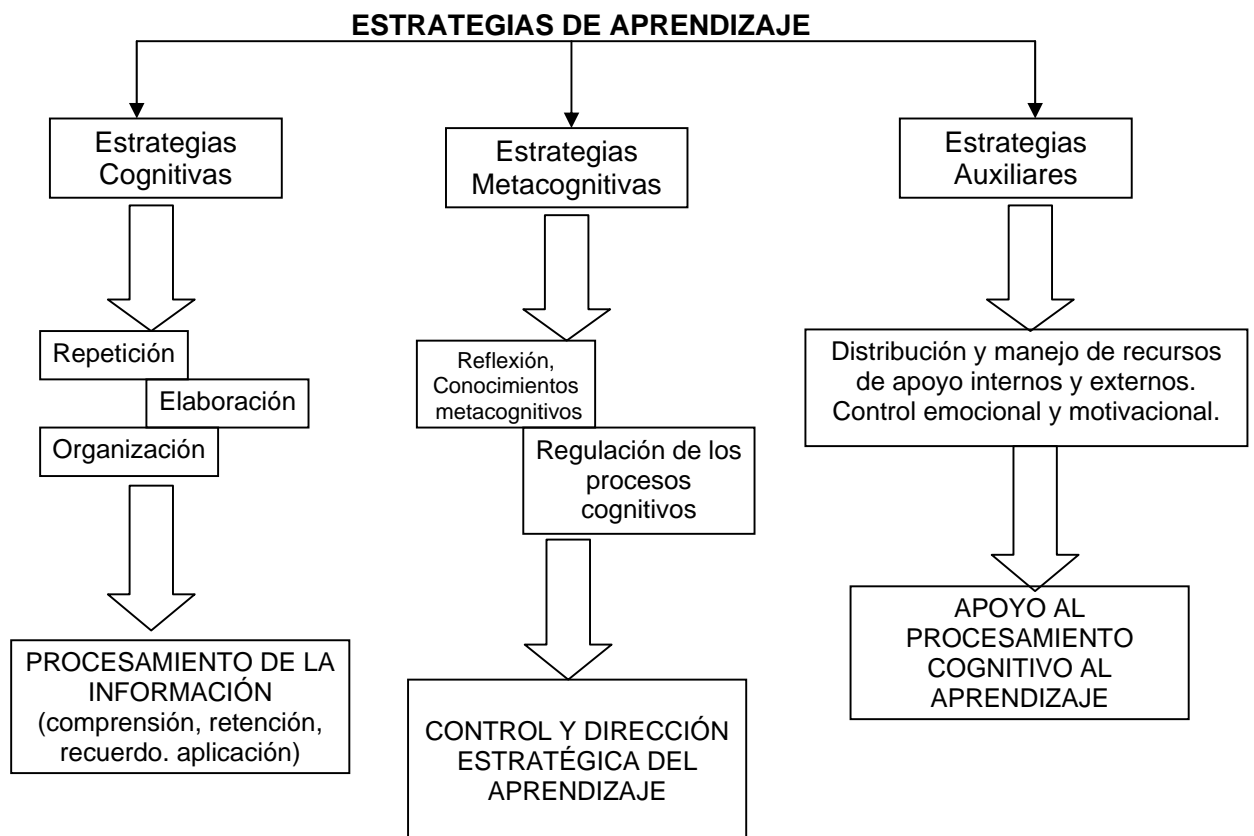 ESTRATEGIAS DE APRENDIZAJE
Estrategias
Cognitivas
Estrategias
Metacognitivas
Estrategias
Auxiliares
Repetición
Elaboración
Organización
Reflexión,
Conocimientos
metacognitivos
Regulación de los
procesos
cognitivos
Distribución y manejo de recursos
de apoyo internos y externos.
Control emocional y motivacional.
PROCESAMIENTO DE LA
INFORMACIÓN
(comprensión, retención,
recuerdo. aplicación)
CONTROL Y DIRECCIÓN
ESTRATÉGICA DEL
APRENDIZAJE
APOYO AL
PROCESAMIENTO
COGNITIVO AL
APRENDIZAJE